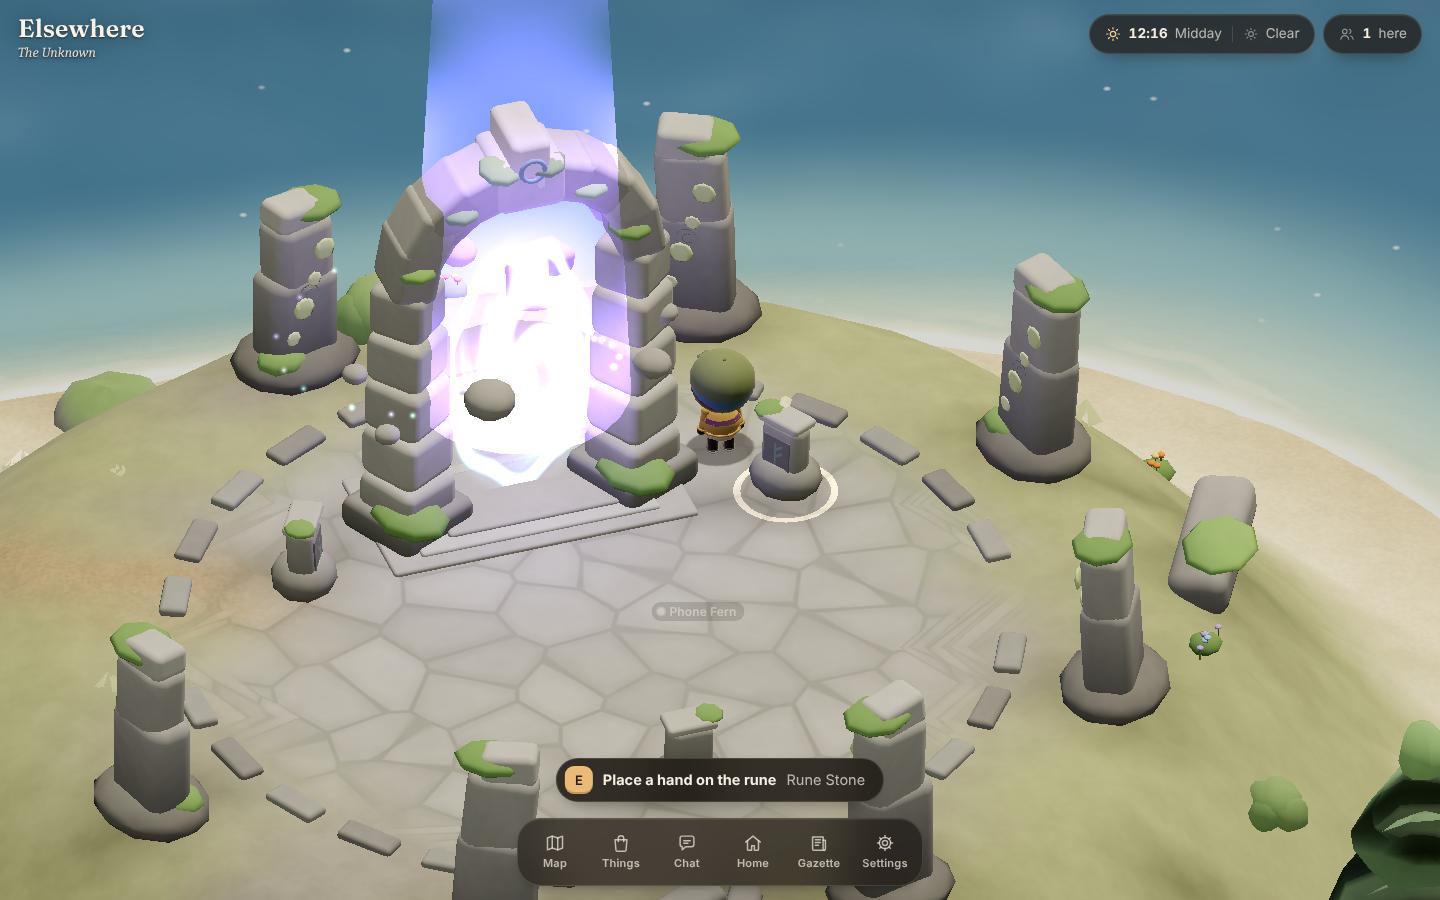 Elsewhere
The Unknown
12:16 Midday Clear
1 here
Phone Fern
E Place a hand on the rune Rune Stone
Map Things Chat Home Gazette Settings